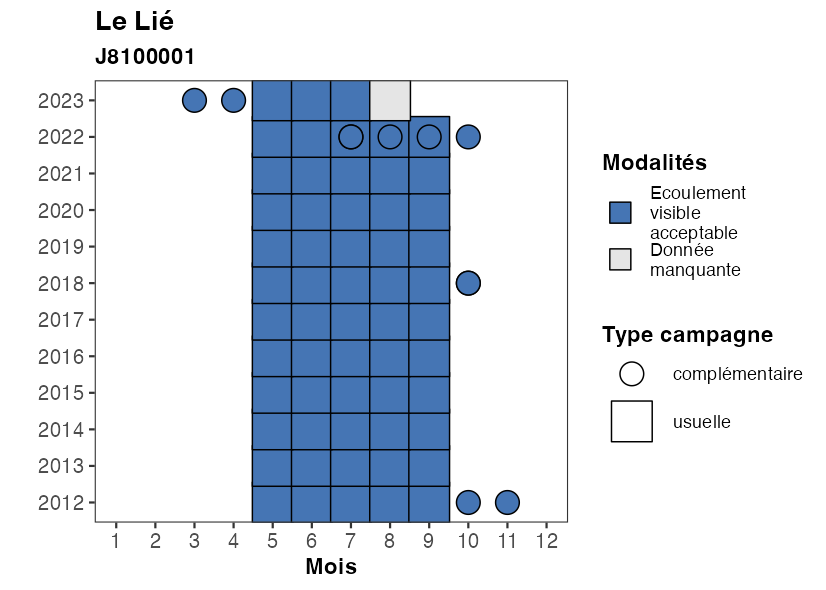 Le Lié
J8100001
2023
2022
2021
2020
2019
2018
2017
2016
2015
2014
2013
2012
1 2 3 4 5 6 7 8 9 10 11 12
Mois
Modalités
Ecoulement
visible
acceptable
Donnée
manquante
Type campagne
complémentaire
usuelle